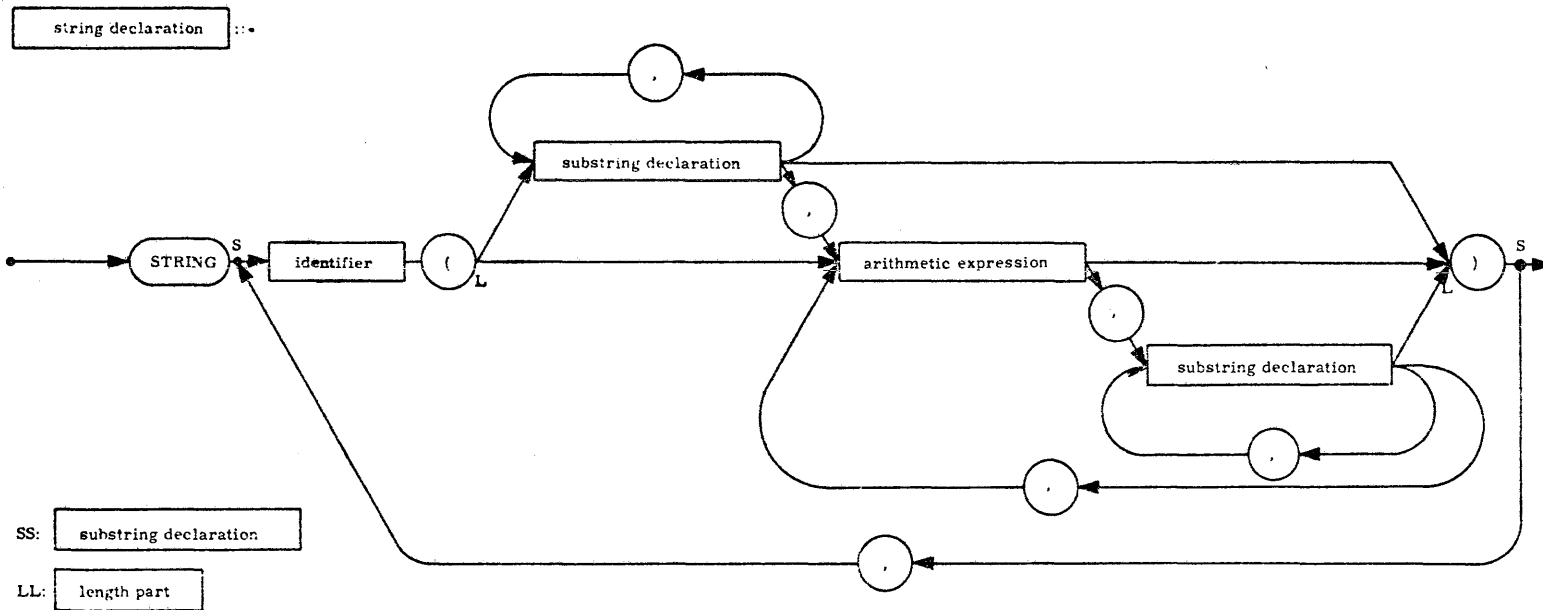 string declaration ::=
,
substring declaration
,
S
S
STRING
identifier
(
arithmetic expression
)
L
L
,
substring declaration
,
,
SS: substring declaration
,
LL: length part